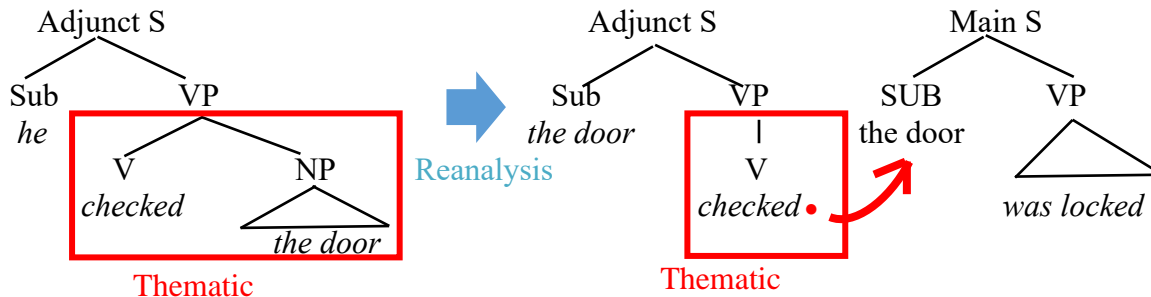 Adjunct S
Sub VP
he
V NP
checked
the door
Thematic
Reanalysis
Adjunct S
Sub VP
the door
V
checked
Thematic
Main S
SUB VP
the door
was locked